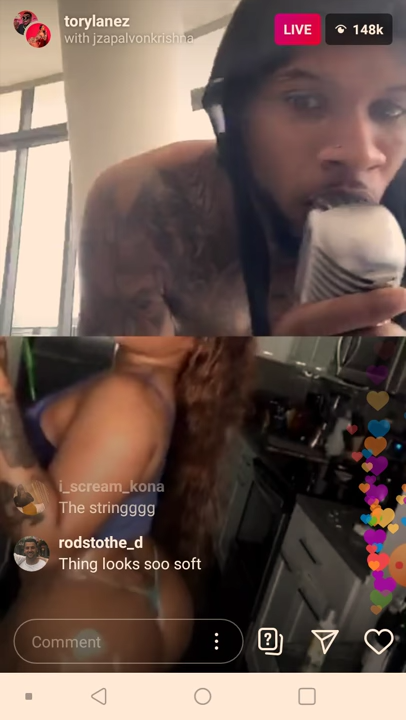 torylanez
LIVE
148k
with jzapalvonkrishna
i_scream_kona
The stringggg
rodstothe_d
Thing looks soo soft
Comment